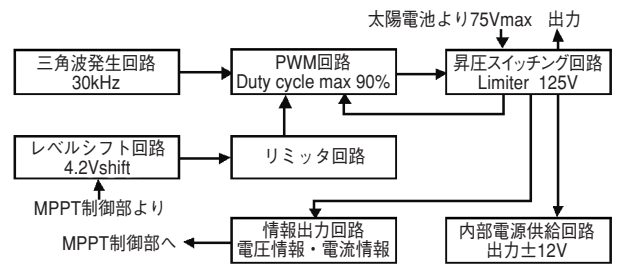 太陽電池より75Vmax 出力
三角波発生回路
30kHz
PWM回路
Duty cycle max 90%
昇圧スイッチング回路
Limiter 125V
レベルシフト回路
4.2Vshift
リミッタ回路
MPPT制御部より
MPPT制御部へ
情報出力回路
電圧情報・電流情報
内部電源供給回路
出力±12V